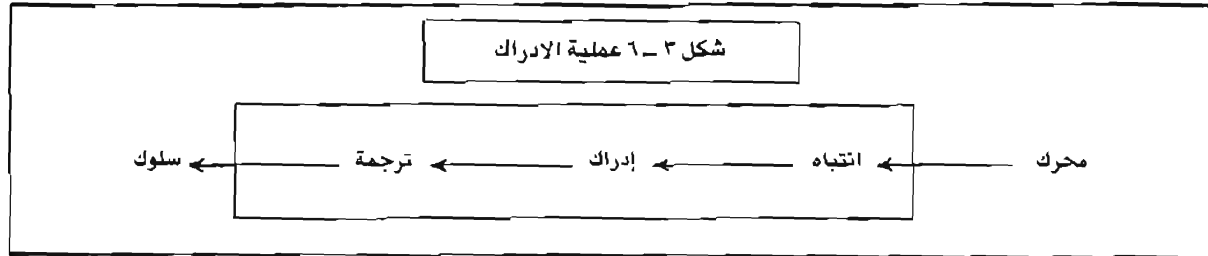 شكل ٣ – ٦ عملية الادراك
محرك انتباه إدراك ترجمة سلوك